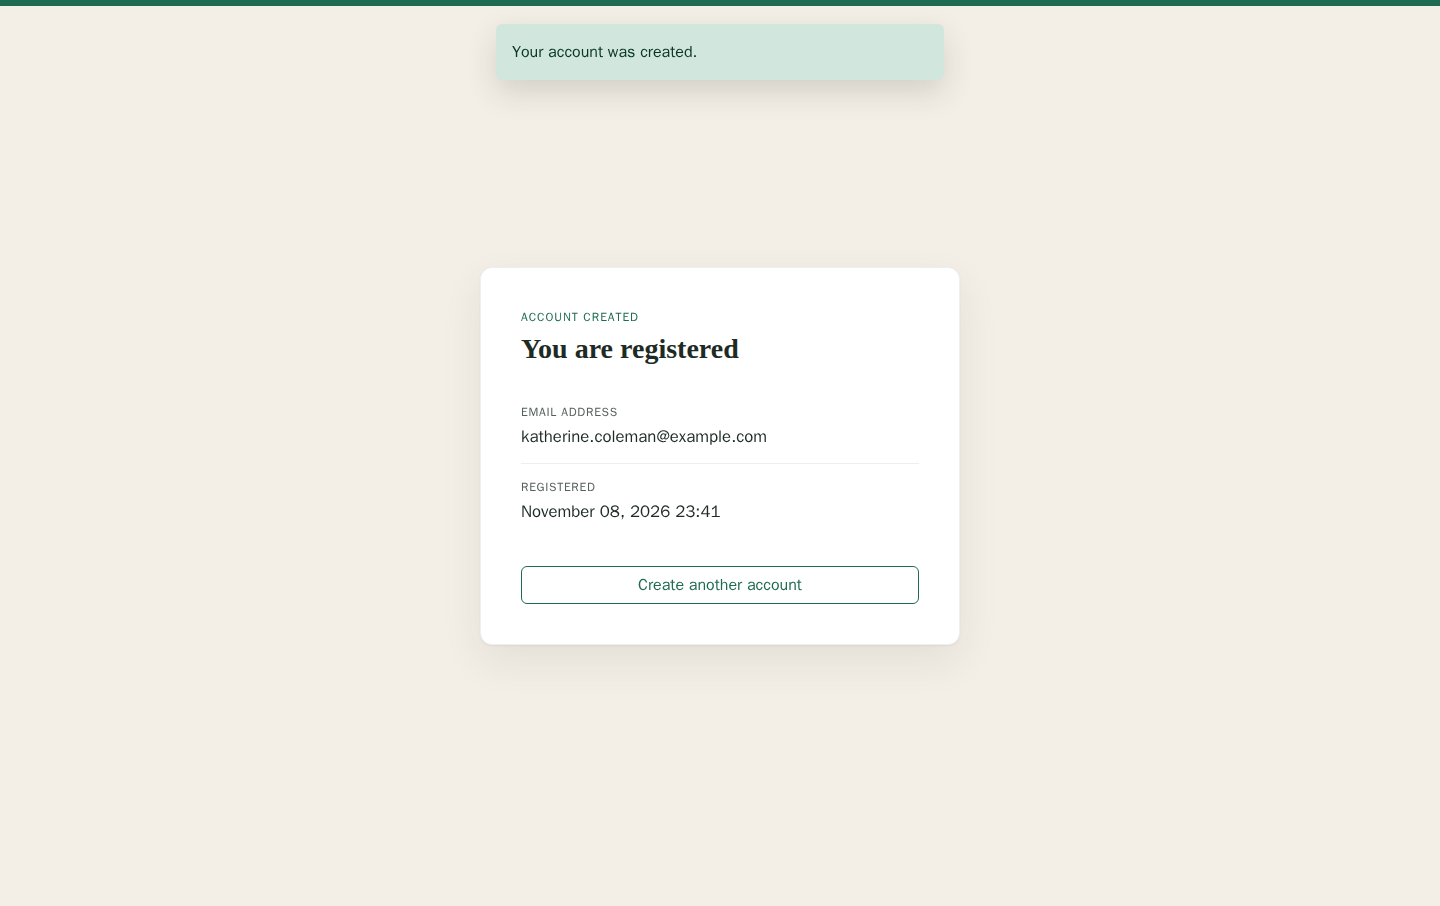 Your account was created.
ACCOUNT CREATED
You are registered
EMAIL ADDRESS
katherine.coleman@example.com
REGISTERED
November 08, 2026 23:41
Create another account